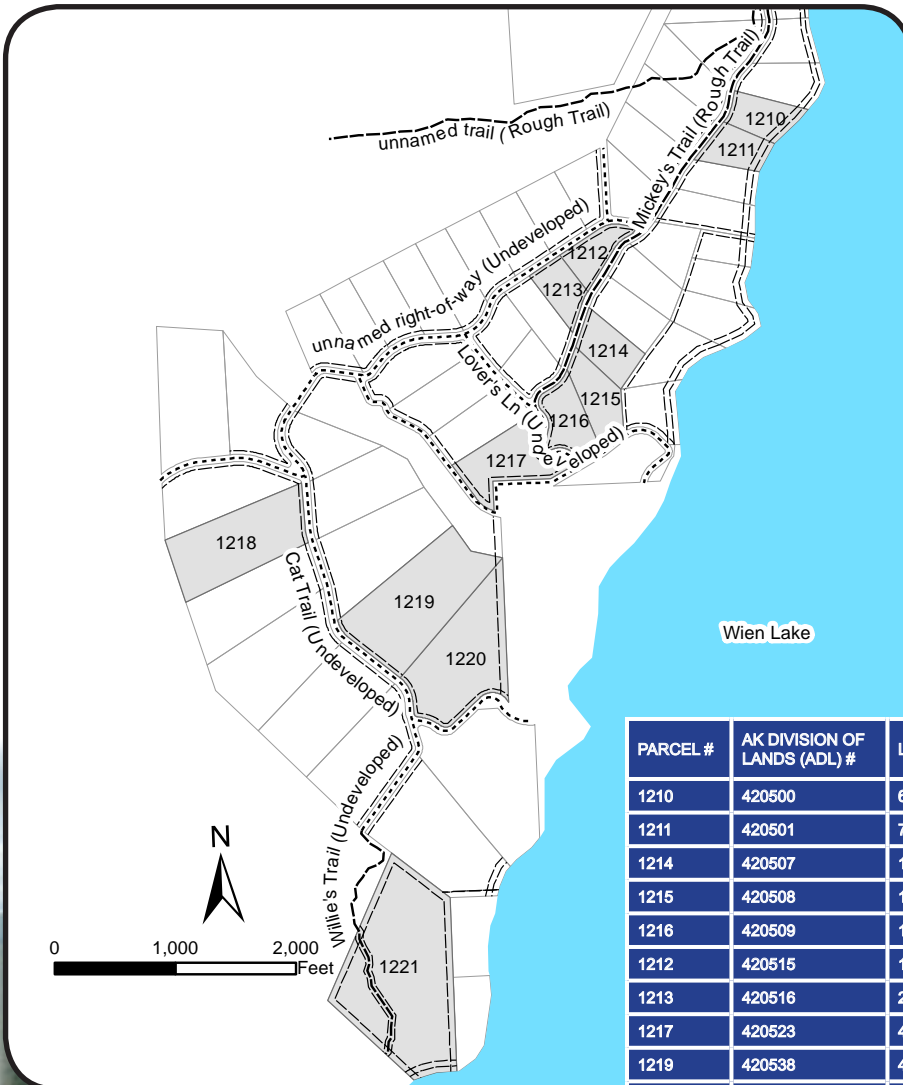 unnamed trail ( Rough Trail)
Mickey's Trail (Rough Trail)
1210
1211
unnamed right-of-way (Undeveloped)
1212
1213
1214
Lover's Ln (Undeveloped)
1215
1216
1217
1218
Cat Trail (Undeveloped)
1219
1220
Wien Lake
Willie's Trail (Undeveloped)
1221
N
0 1,000 2,000
Feet
PARCEL # AK DIVISION OF
LANDS (ADL) #
1210 420500
1211 420501
1214 420507
1215 420508
1216 420509
1212 420515
1213 420516
1217 420523
1219 420538